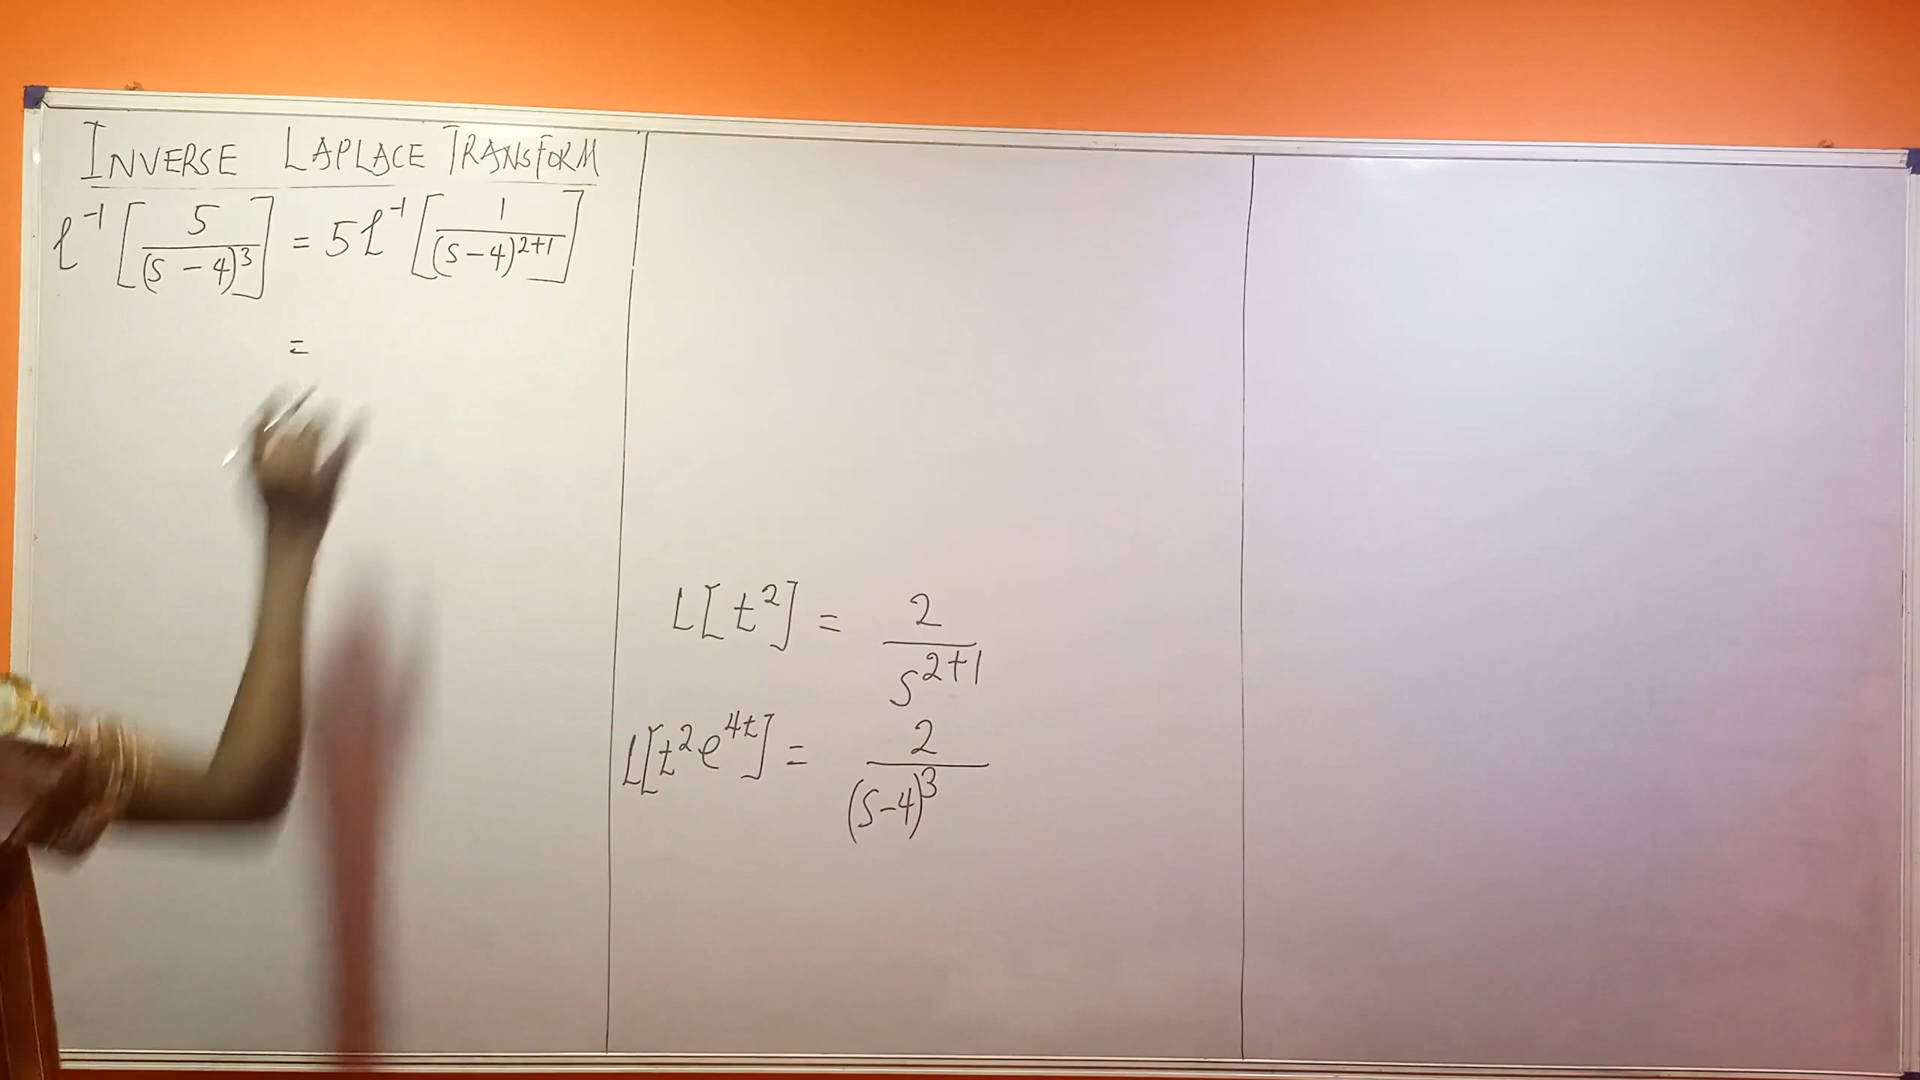 INVERSE LAPLACE TRANSFORM
ℓ⁻¹[5/(s − 4)³] = 5ℒ⁻¹[1/(s−4)²⁺¹]
=
L[t²] = 2/s²⁺¹
L[t²e⁴ᵗ] = 2/(s−4)³